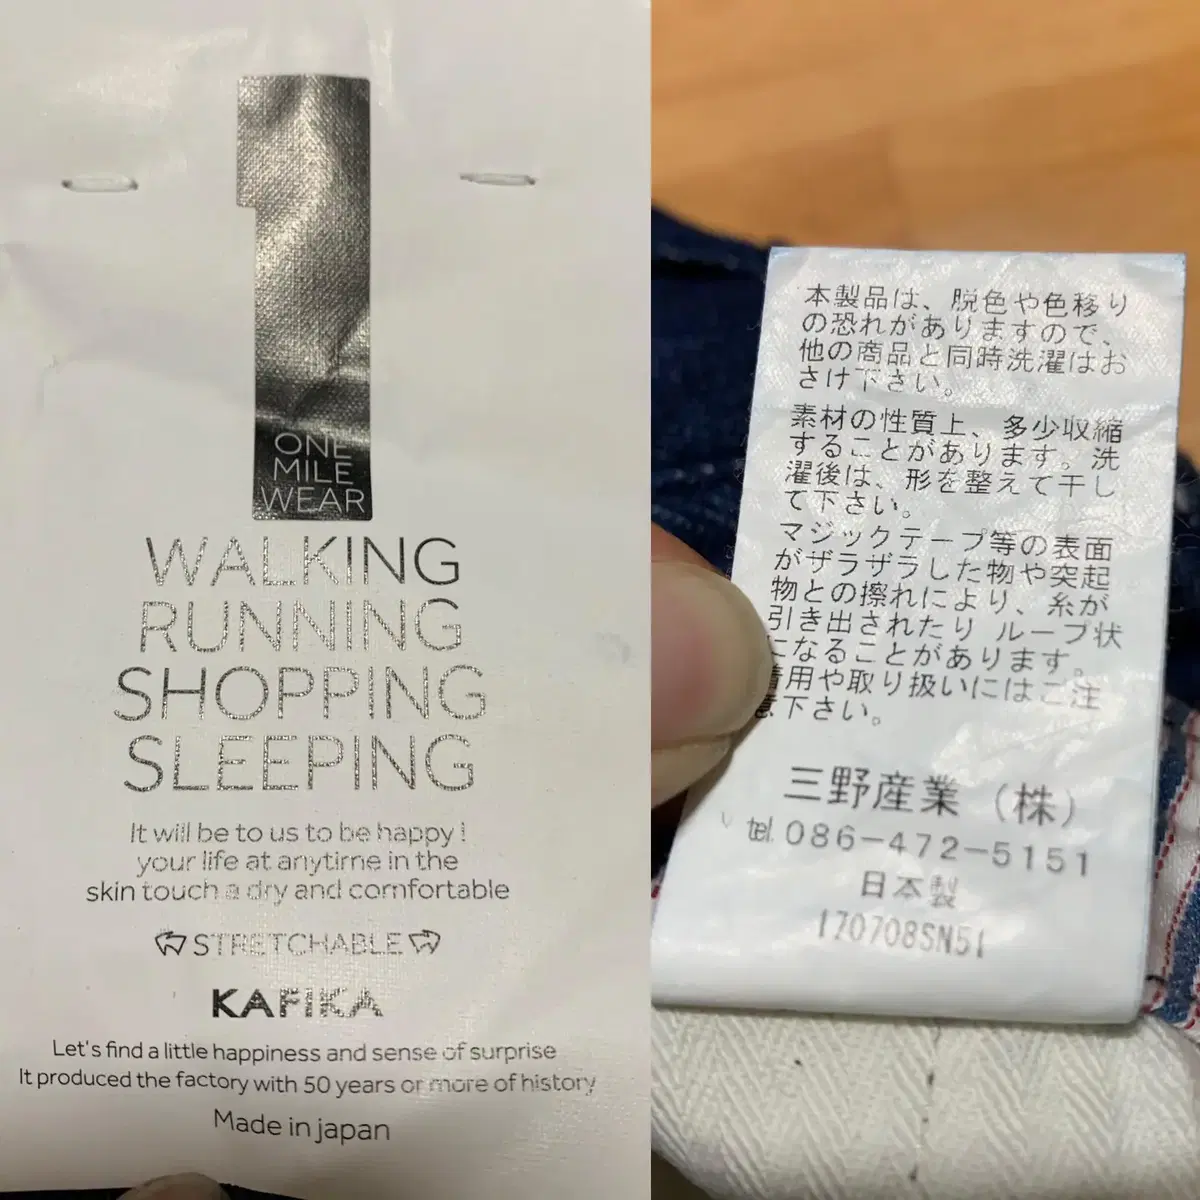 ONE
MILE
WEAR
WALKING
RUNNING
SHOPPING
SLEEPING
It will be to us to be happy !
your life at anytime in the
skin touch a dry and comfortable
STRETCHABLE
KAFIKA
Let's find a little happiness and sense of surprise
It produced the factory with 50 years or more of history
Made in japan
本製品は、脱色や色移り
の恐れがありますので、
他の商品と同時洗濯はお
さけ下さい。
素材の性質上、多少収縮
することがあります。洗
濯後は、形を整えて干し
て下さい。
マジックテープ等の表面
がザラザラした物や突起
物との擦れにより、糸が
引き出されたり ループ状
になることがあります。
着用や取り扱いにはご注
意下さい。
三野産業（株）
tel. 086-472-5151
日本製
170708SN51